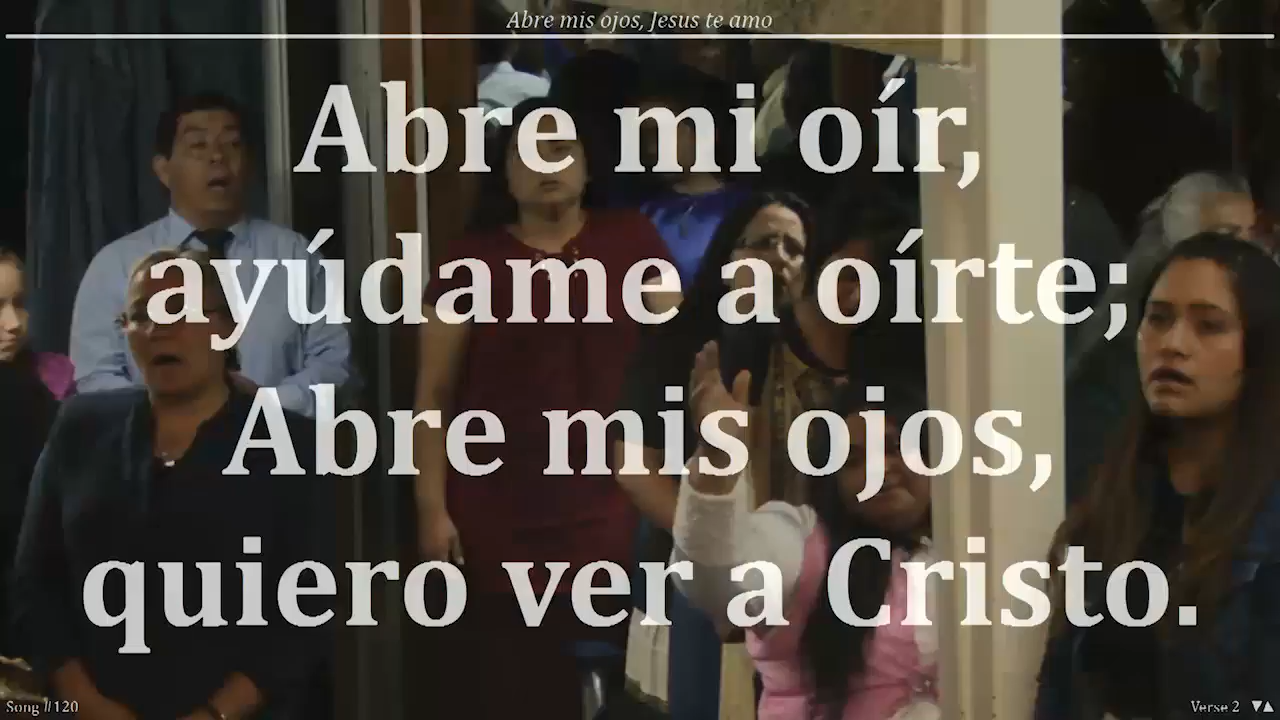 Abre mis ojos, Jesus te amo
Abre mi oír,
ayúdame a oírte;
Abre mis ojos,
quiero ver a Cristo.
Song #120
Verse 2 ▼▲